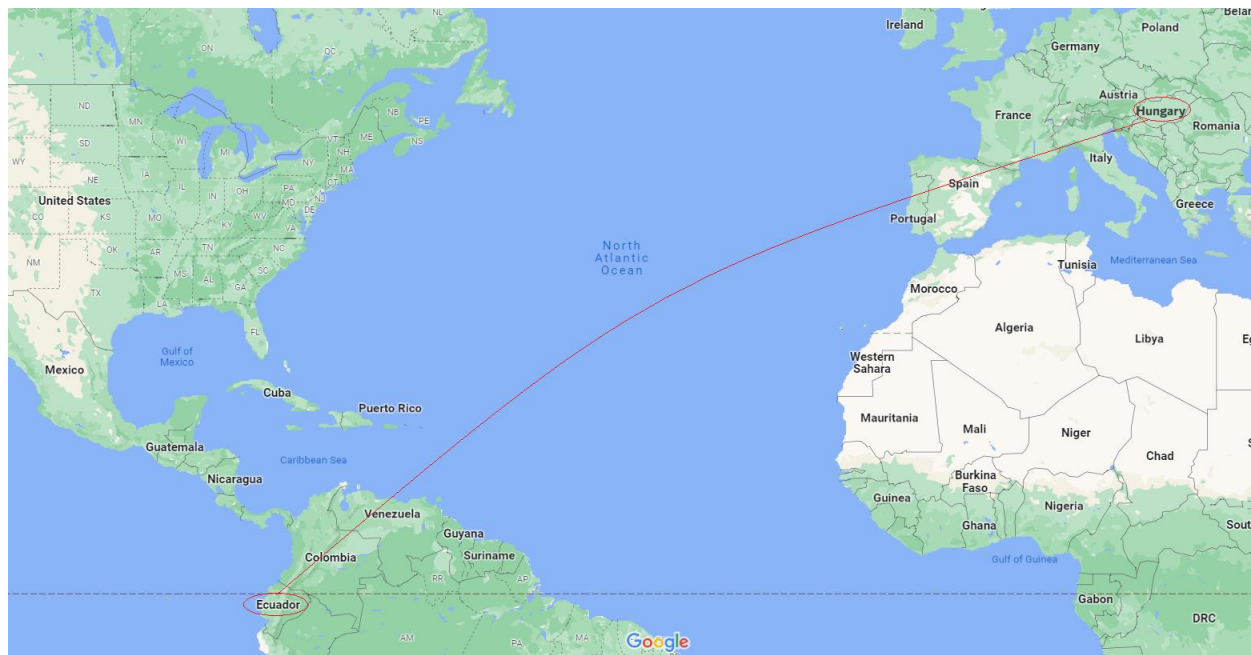 NL
Ireland
Poland
Belar
Germany
ON
QC
Austria
Hungary
ND
MN
NB
PE
France
Romania
SD
WI
ME
NS
MI
VT
NH
Italy
WY
NY
MA
NE
IA
CT
Spain
United States
IL
IN
OH
PA
NJ
MD
DE
CO
KS
MO
WV
VA
Greece
KY
Portugal
OK
TN
NC
North
Atlantic
Ocean
NM
AR
SC
Tunisia
Mediterranean Sea
MS
AL
GA
Morocco
TX
LA
FL
Algeria
Libya
Eg
Gulf of
Mexico
Western
Sahara
Mexico
Cuba
Puerto Rico
Mauritania
Mali
Niger
Guatemala
Chad
Caribbean Sea
Nicaragua
Burkina
Faso
Guinea
Venezuela
Nigeria
Guyana
Ghana
Sout
Colombia
Suriname
Gulf of Guinea
RR
AP
Ecuador
Gabon
DRC
AM
PA
MA
Google